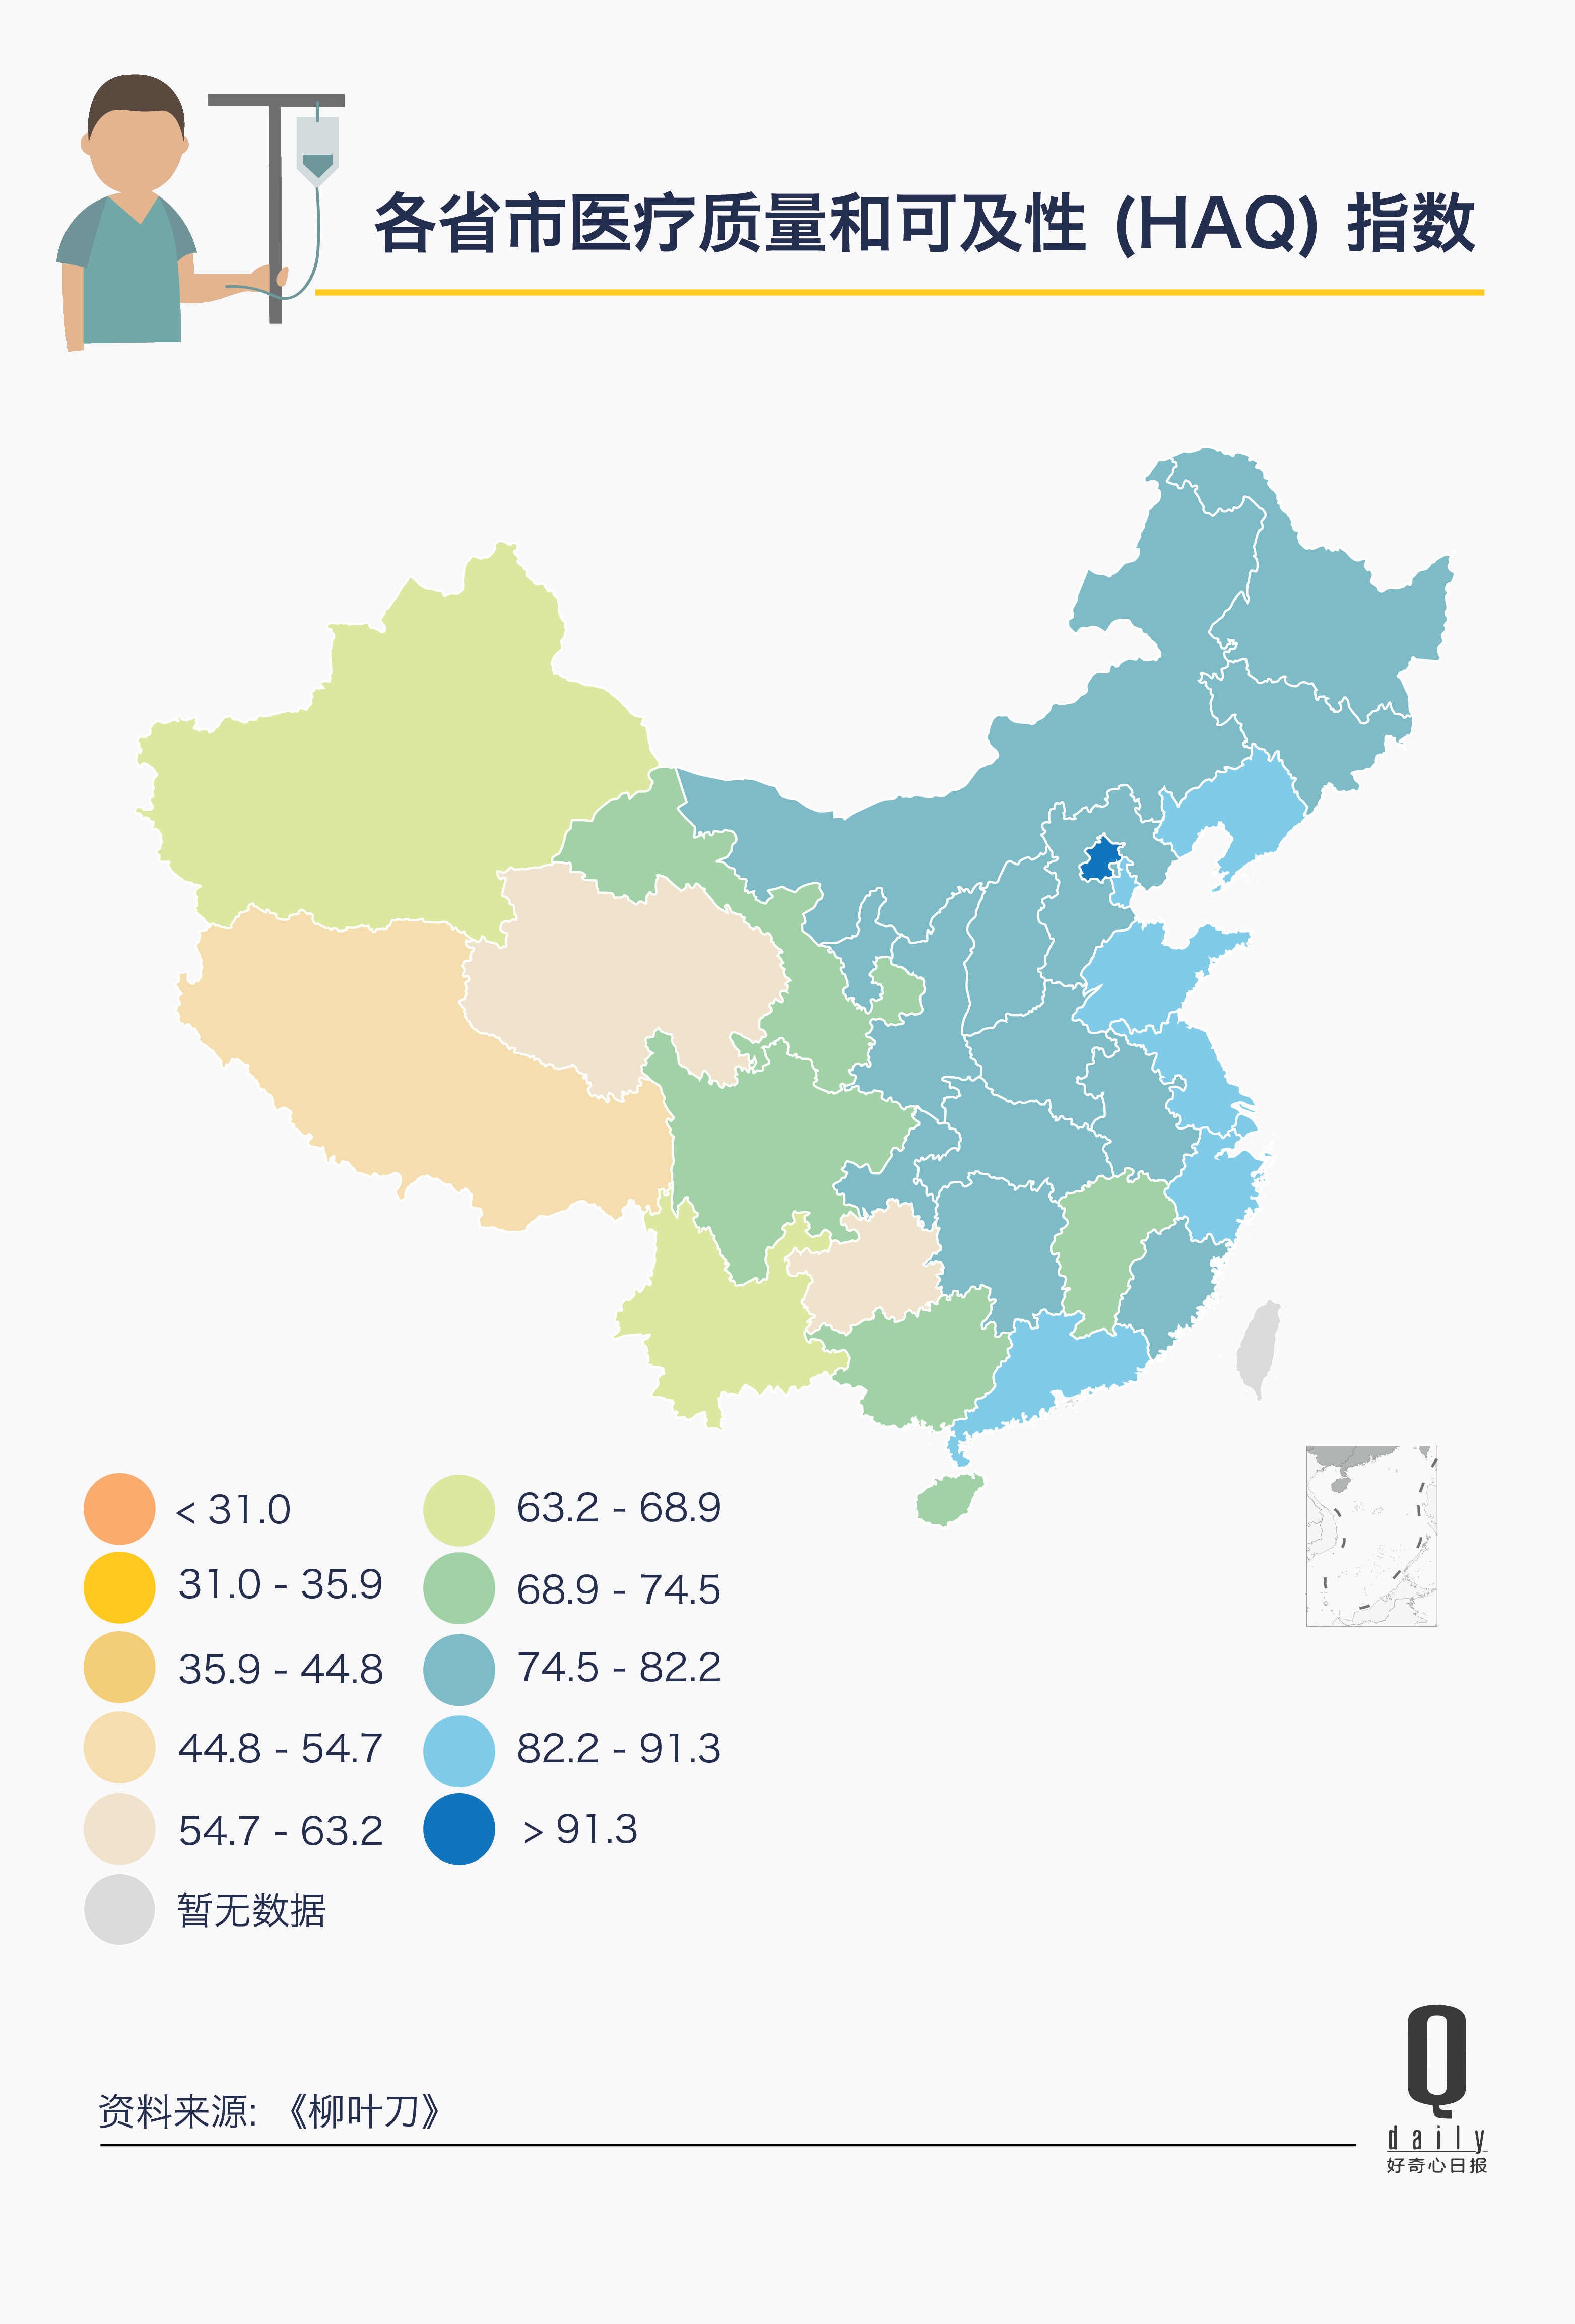 各省市医疗质量和可及性 (HAQ) 指数
< 31.0
31.0 - 35.9
35.9 - 44.8
44.8 - 54.7
54.7 - 63.2
暂无数据
63.2 - 68.9
68.9 - 74.5
74.5 - 82.2
82.2 - 91.3
> 91.3
资料来源: 《柳叶刀》
Q
daily
好奇心日报